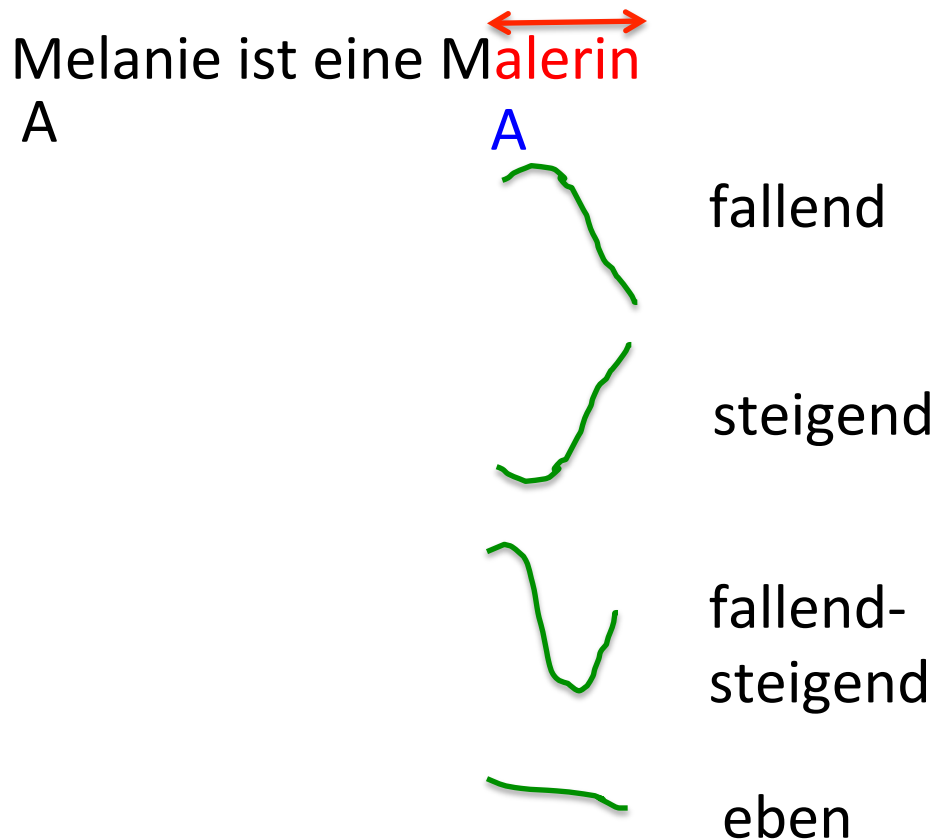 Melanie ist eine Malerin
A A
fallend
steigend
fallend-
steigend
eben